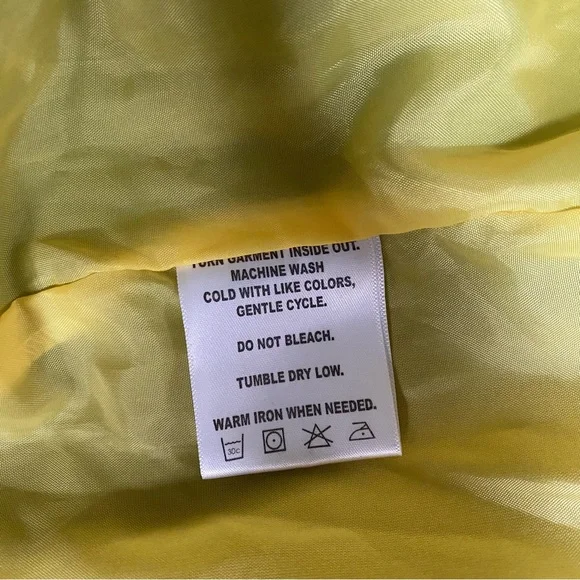 TURN GARMENT INSIDE OUT.
MACHINE WASH
COLD WITH LIKE COLORS,
GENTLE CYCLE.
DO NOT BLEACH.
TUMBLE DRY LOW.
WARM IRON WHEN NEEDED.
30c